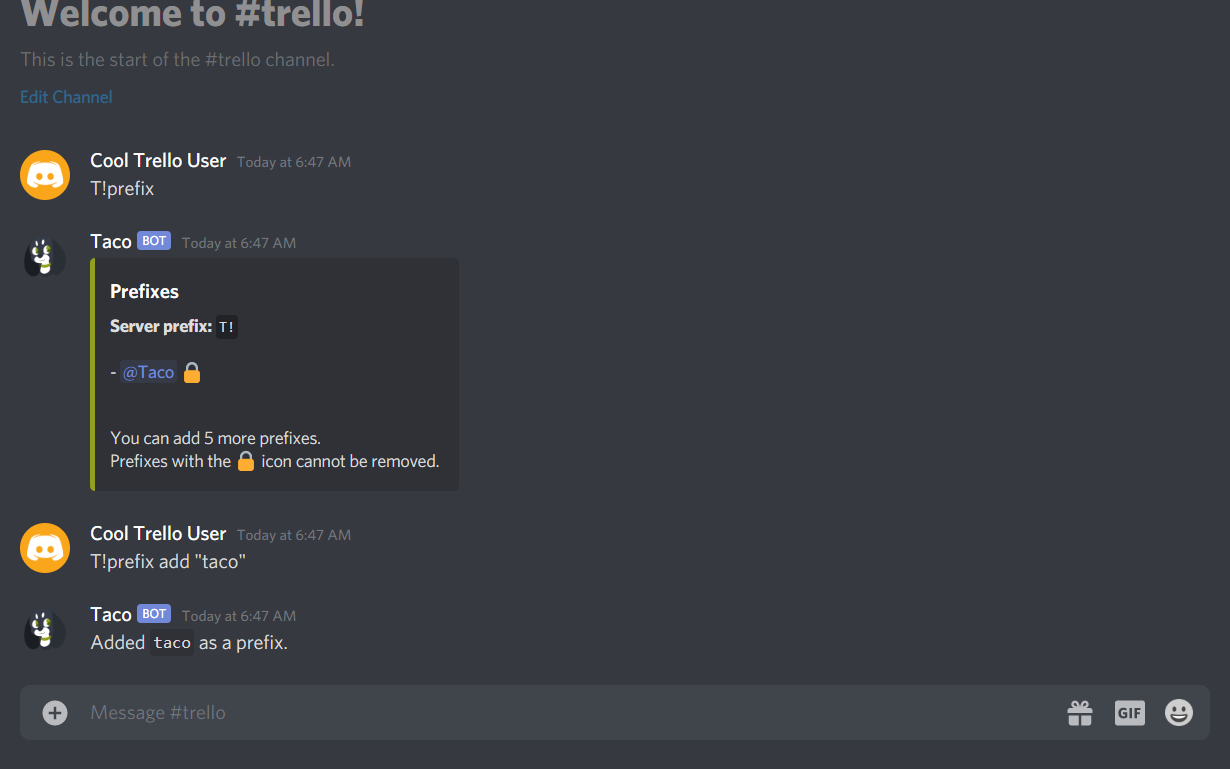 Welcome to #trello!
This is the start of the #trello channel.
Edit Channel
Cool Trello User Today at 6:47 AM
T!prefix
Taco BOT Today at 6:47 AM
Prefixes
Server prefix: T!
- @Taco 🔒
You can add 5 more prefixes.
Prefixes with the 🔒 icon cannot be removed.
Cool Trello User Today at 6:47 AM
T!prefix add "taco"
Taco BOT Today at 6:47 AM
Added taco as a prefix.
Message #trello GIF